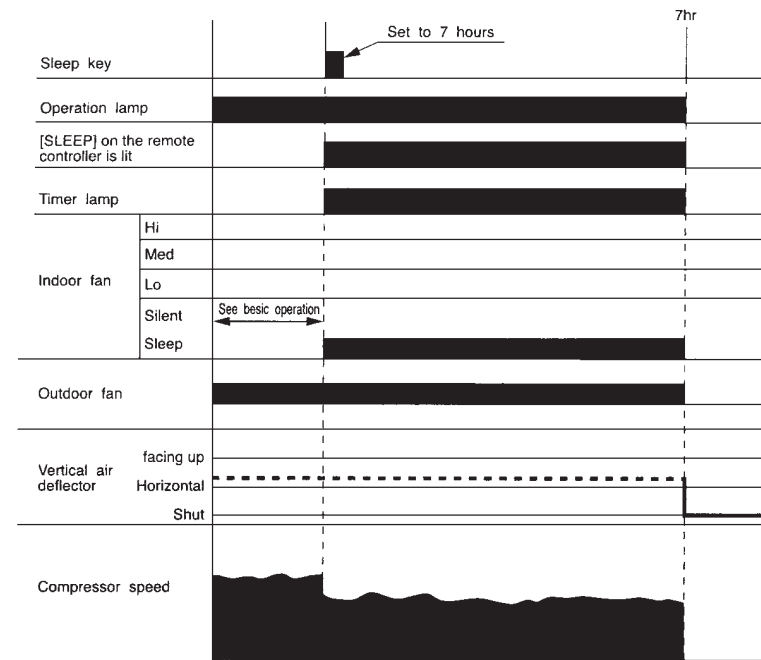 7hr
Set to 7 hours
Sleep key
Operation lamp
[SLEEP] on the remote
controller is lit
Timer lamp
Indoor fan
Hi
Med
Lo
Silent
Sleep
See besic operation
Outdoor fan
Vertical air
deflector
facing up
Horizontal
Shut
Compressor speed